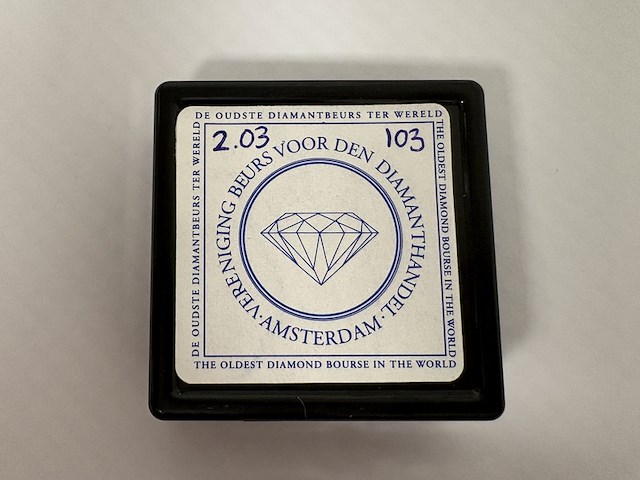 DE OUDSTE DIAMANTBEURS TER WERELD
2.03 103
VERENIGING BEURS VOOR DEN DIAMANTHANDEL
· AMSTERDAM ·
DE OUDSTE DIAMANTBEURS TER WERELD
THE OLDEST DIAMOND BOURSE IN THE WORLD
THE OLDEST DIAMOND BOURSE IN THE WORLD